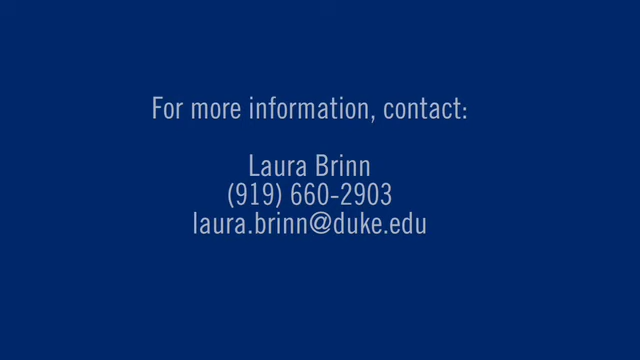 For more information, contact:
Laura Brinn
(919) 660-2903
laura.brinn@duke.edu